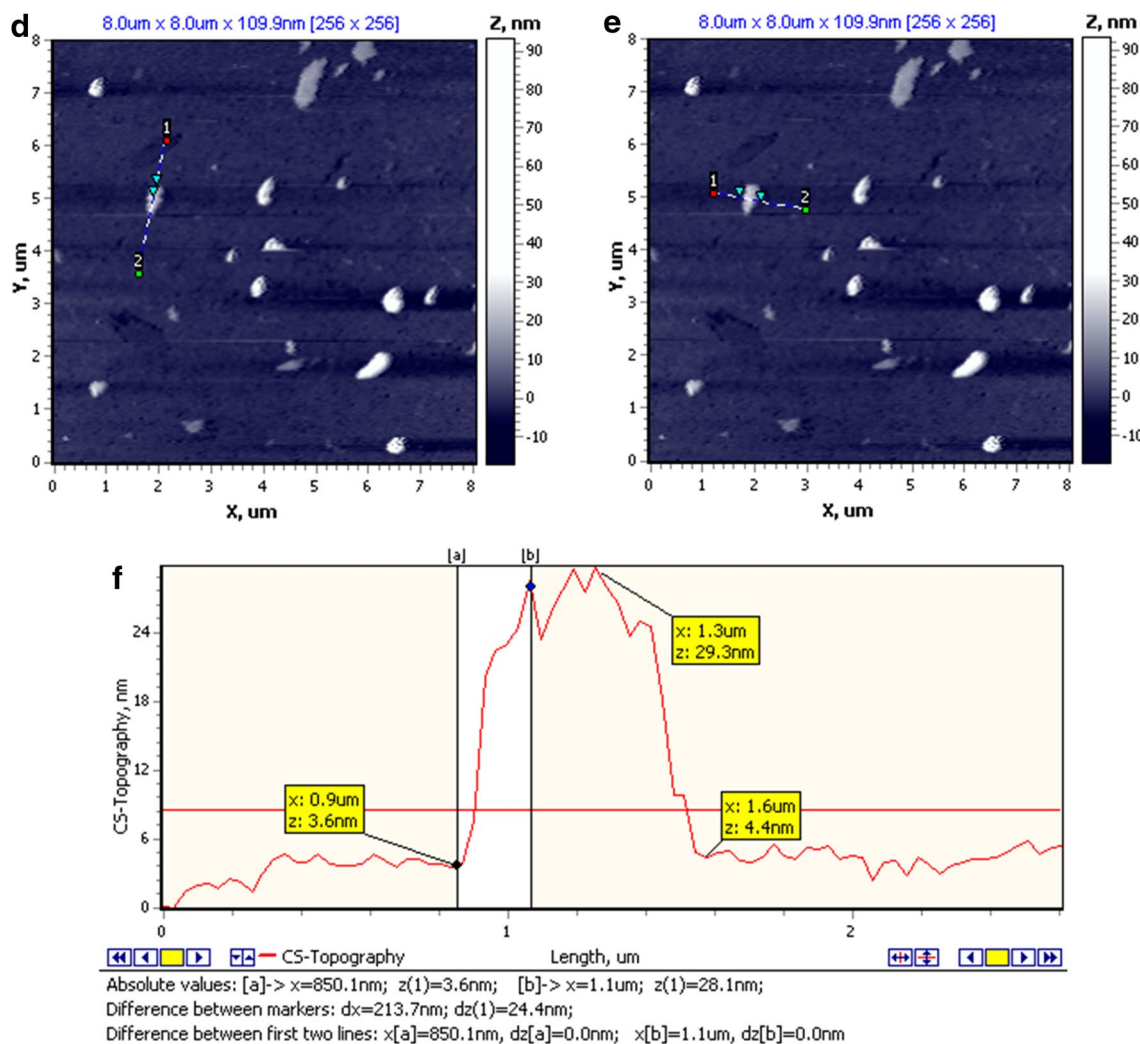 d
8.0um x 8.0um x 109.9nm [256 x 256]
Z, nm
8
7
6
5
4
3
2
1
0
Y, um
1
2
0 1 2 3 4 5 6 7 8
X, um
90
80
70
60
50
40
30
20
10
0
-10
e
8.0um x 8.0um x 109.9nm [256 x 256]
Z, nm
8
7
6
5
4
3
2
1
0
Y, um
1
2
0 1 2 3 4 5 6 7 8
X, um
90
80
70
60
50
40
30
20
10
0
-10
f
[a] [b]
24
18
12
6
0
CS-Topography, nm
x: 1.3um
z: 29.3nm
x: 0.9um
z: 3.6nm
x: 1.6um
z: 4.4nm
0 1 2
CS-Topography Length, um
Absolute values: [a]-> x=850.1nm; z(1)=3.6nm; [b]-> x=1.1um; z(1)=28.1nm;
Difference between markers: dx=213.7nm; dz(1)=24.4nm;
Difference between first two lines: x[a]=850.1nm, dz[a]=0.0nm; x[b]=1.1um, dz[b]=0.0nm